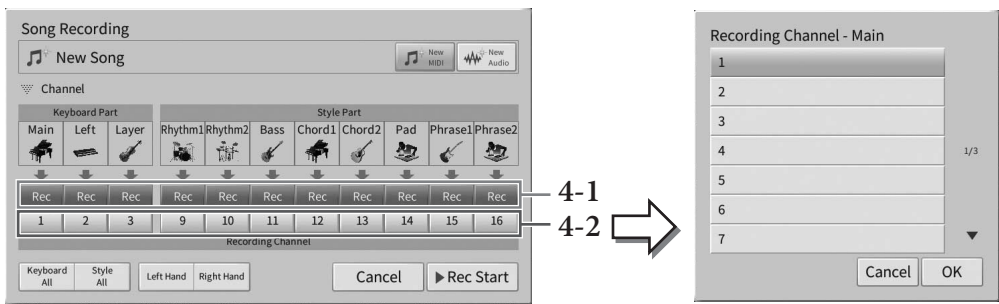 Song Recording
New Song
New MIDI
New Audio
Channel
Keyboard Part
Style Part
Main Left Layer Rhythm1 Rhythm2 Bass Chord1 Chord2 Pad Phrase1 Phrase2
Rec Rec Rec Rec Rec Rec Rec Rec Rec Rec Rec
4-1
1 2 3 9 10 11 12 13 14 15 16
4-2
Recording Channel
Keyboard All
Style All
Left Hand
Right Hand
Cancel
Rec Start
Recording Channel - Main
1
2
3
4
1/3
5
6
7
Cancel
OK